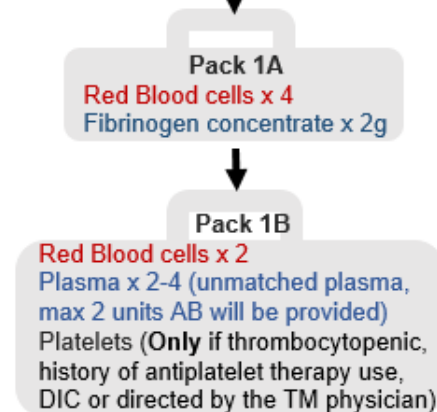 Pack 1A
Red Blood cells x 4
Fibrinogen concentrate x 2g
Pack 1B
Red Blood cells x 2
Plasma x 2-4 (unmatched plasma,
max 2 units AB will be provided)
Platelets (Only if thrombocytopenic,
history of antiplatelet therapy use,
DIC or directed by the TM physician)